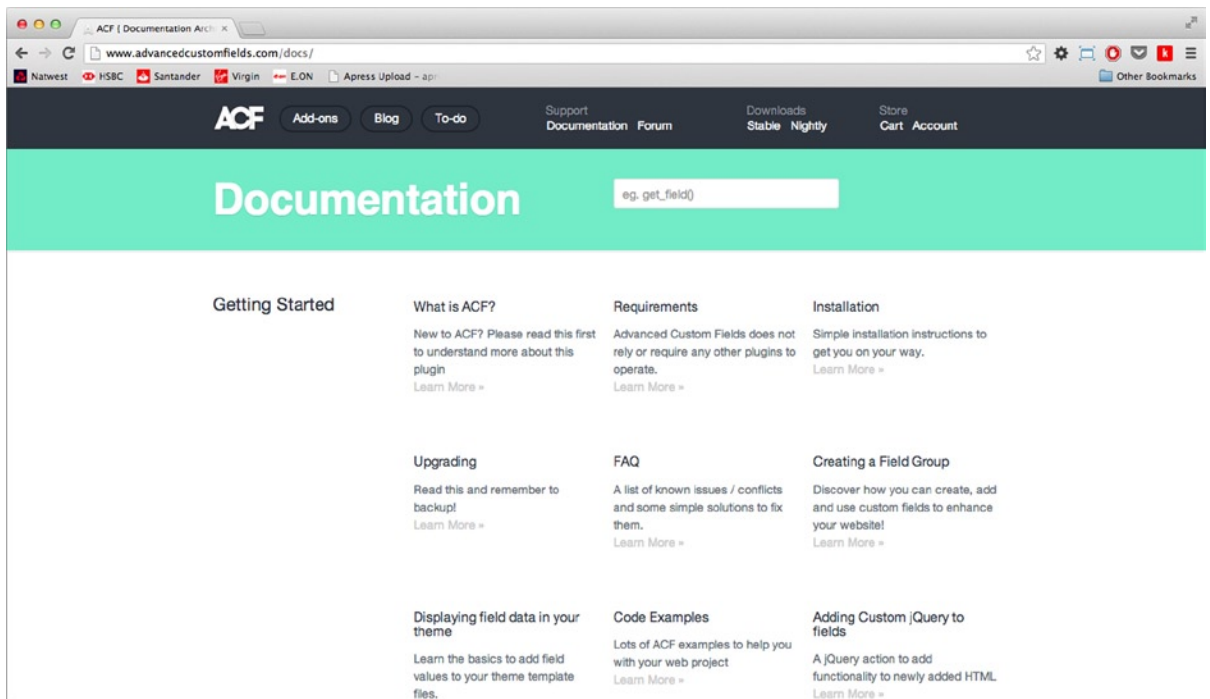 ACF | Documentation Arch
www.advancedcustomfields.com/docs/
Natwest HSBC Santander Virgin E.ON Apress Upload – apr
Other Bookmarks
ACF Add-ons Blog To-do
Support
Documentation Forum
Downloads
Stable Nightly
Store
Cart Account
Documentation
eg. get_field()
Getting Started
What is ACF?
New to ACF? Please read this first
to understand more about this
plugin
Learn More »
Requirements
Advanced Custom Fields does not
rely or require any other plugins to
operate.
Learn More »
Installation
Simple installation instructions to
get you on your way.
Learn More »
Upgrading
Read this and remember to
backup!
Learn More »
FAQ
A list of known issues / conflicts
and some simple solutions to fix
them.
Learn More »
Creating a Field Group
Discover how you can create, add
and use custom fields to enhance
your website!
Learn More »
Displaying field data in your
theme
Learn the basics to add field
values to your theme template
files.
Code Examples
Lots of ACF examples to help you
with your web project
Learn More »
Adding Custom jQuery to
fields
A jQuery action to add
functionality to newly added HTML
Learn More »